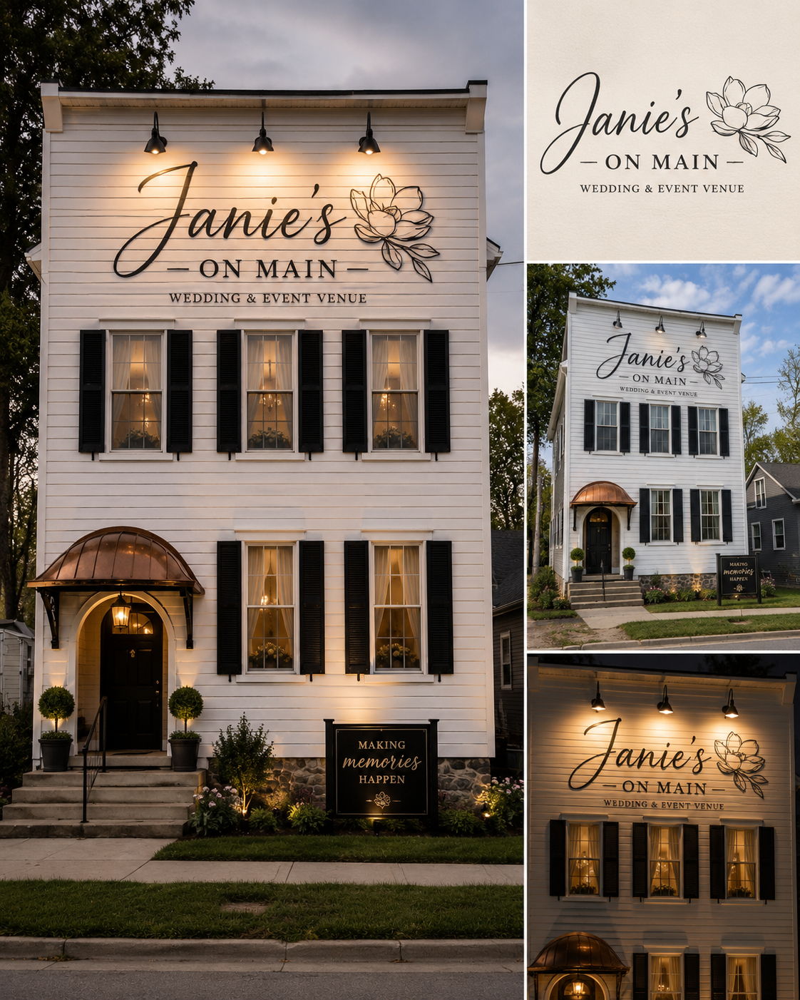 Janie's
— ON MAIN —
WEDDING & EVENT VENUE
MAKING
memories
HAPPEN
Janie's
— ON MAIN —
WEDDING & EVENT VENUE
Janie's
— ON MAIN —
WEDDING & EVENT VENUE
MAKING
memories
HAPPEN
Janie's
— ON MAIN —
WEDDING & EVENT VENUE